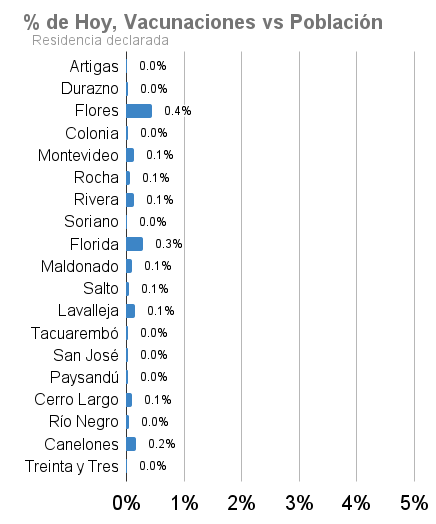 % de Hoy, Vacunaciones vs Población
Residencia declarada
Artigas 0.0%
Durazno 0.0%
Flores 0.4%
Colonia 0.0%
Montevideo 0.1%
Rocha 0.1%
Rivera 0.1%
Soriano 0.0%
Florida 0.3%
Maldonado 0.1%
Salto 0.1%
Lavalleja 0.1%
Tacuarembó 0.0%
San José 0.0%
Paysandú 0.0%
Cerro Largo 0.1%
Río Negro 0.0%
Canelones 0.2%
Treinta y Tres 0.0%
0% 1% 2% 3% 4% 5%